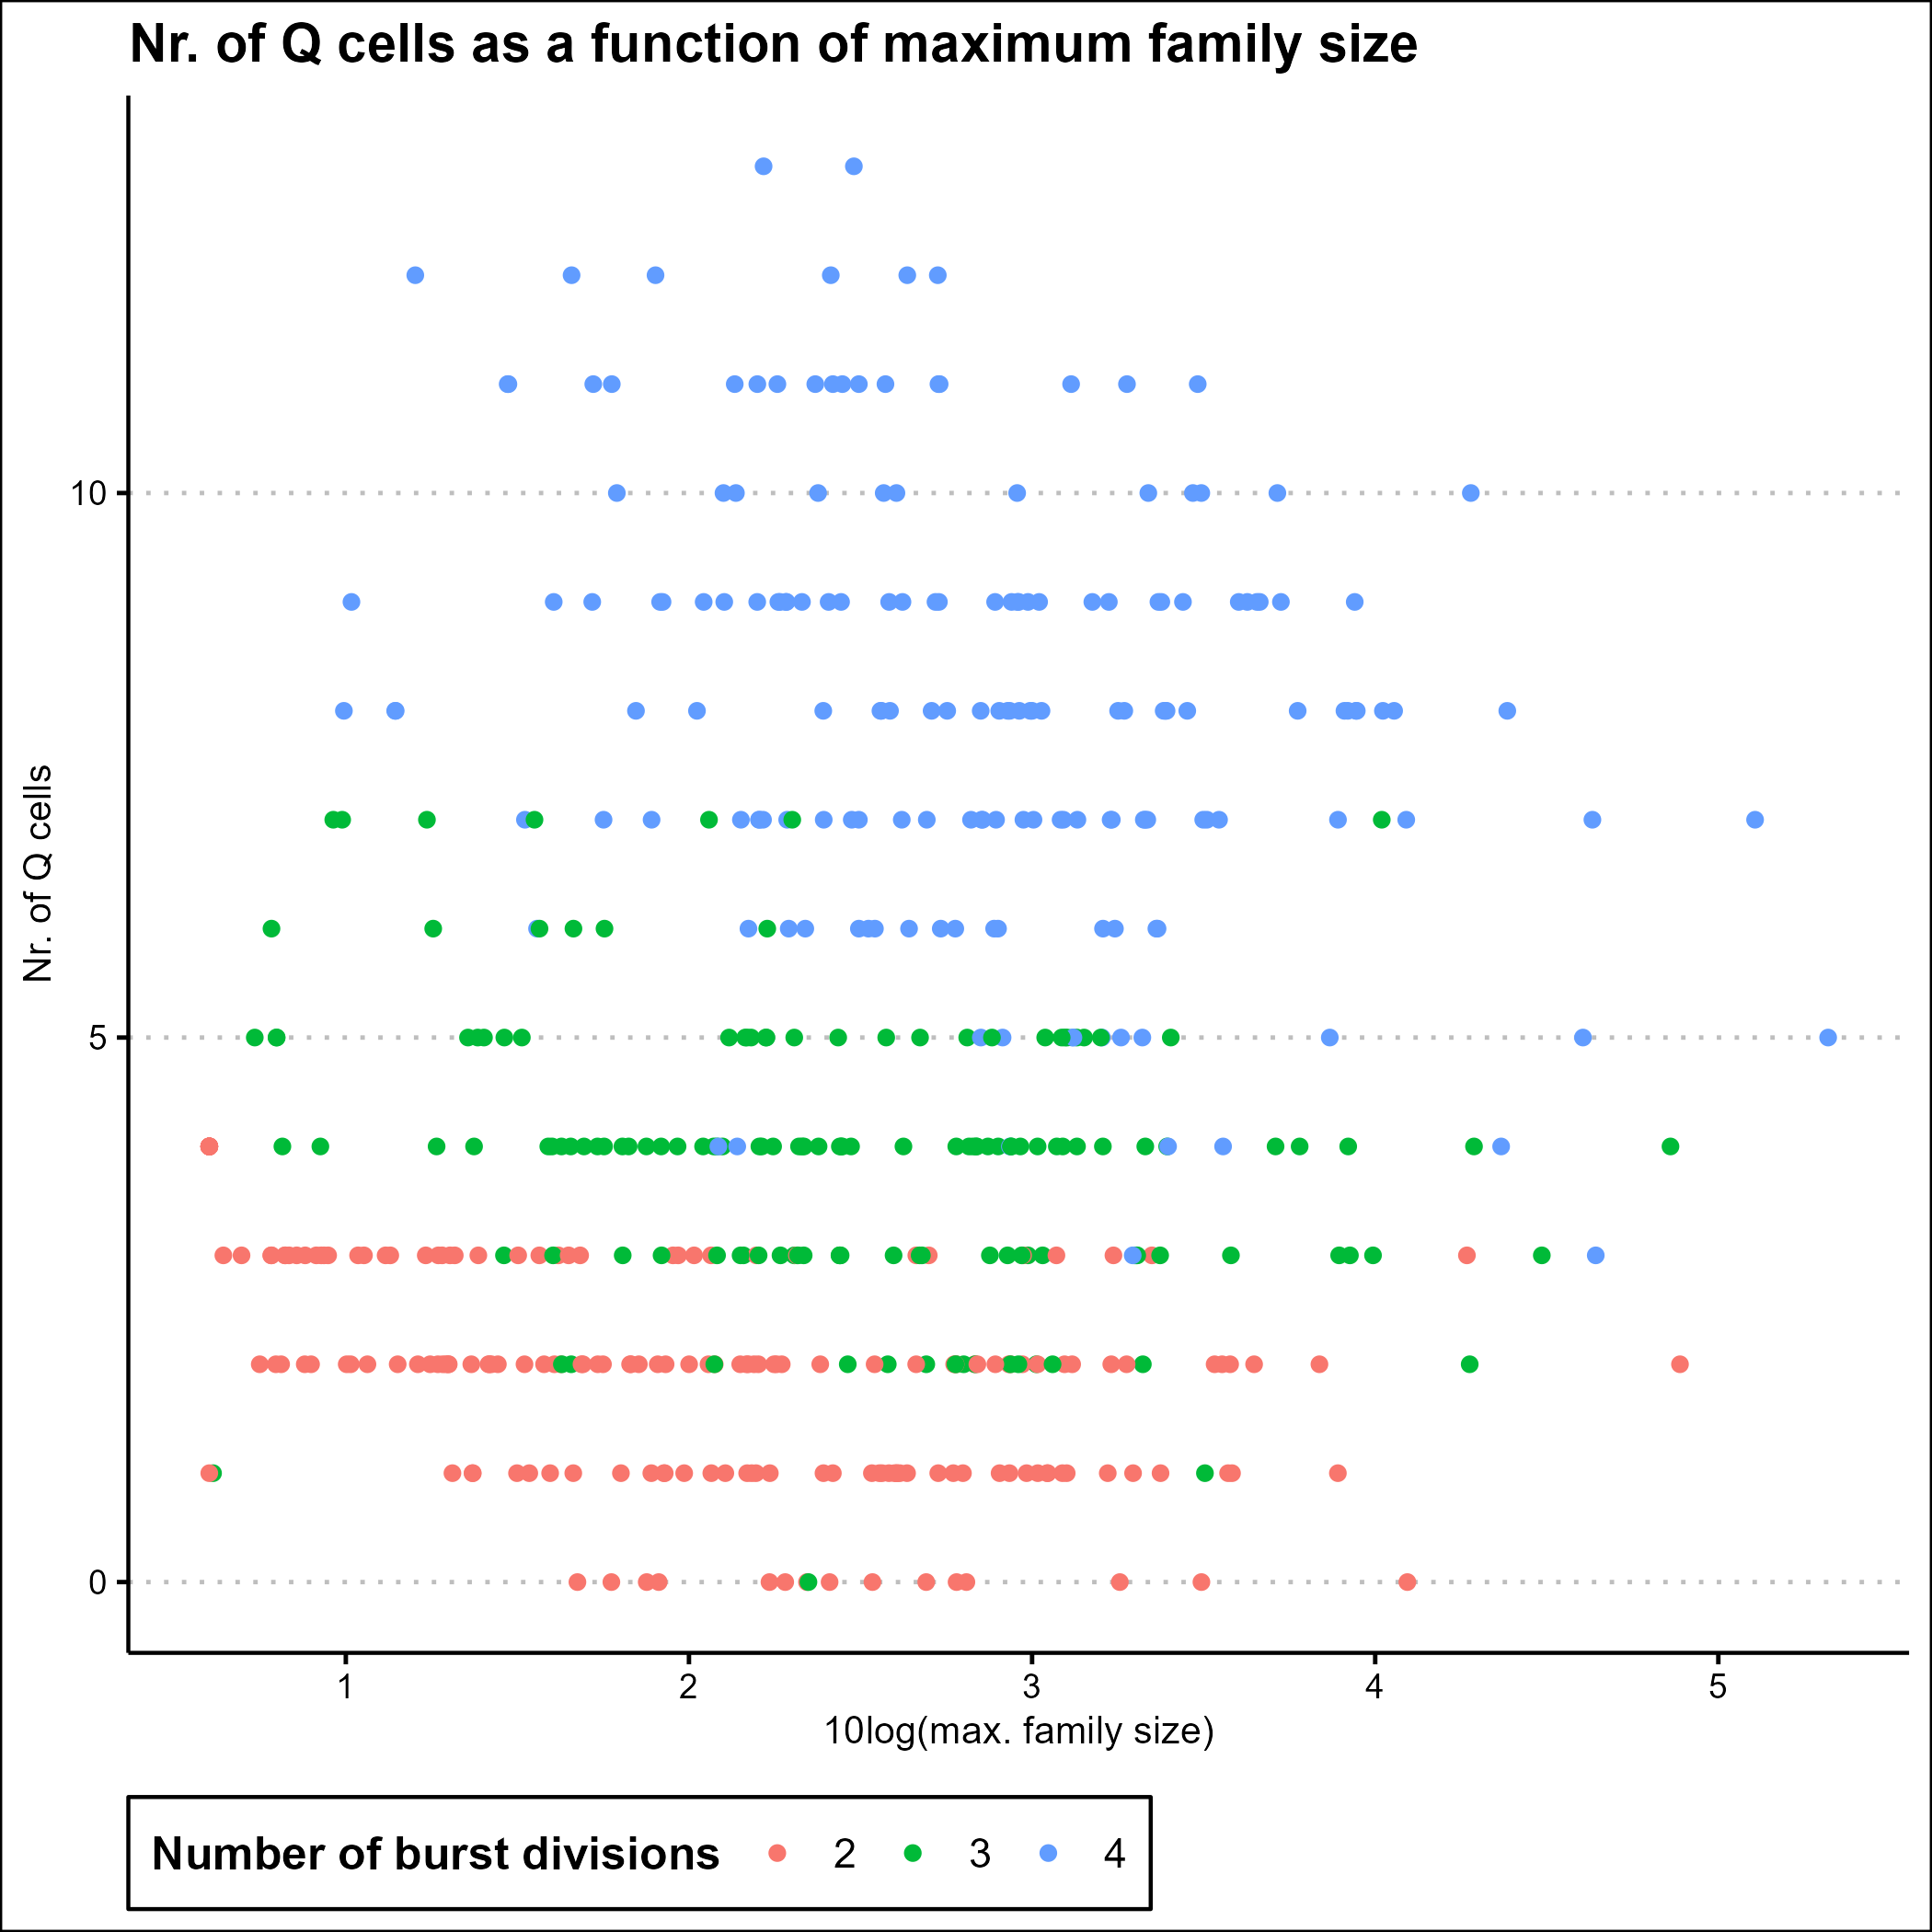 Nr. of Q cells as a function of maximum family size
10
5
0
Nr. of Q cells
1 2 3 4 5
10log(max. family size)
Number of burst divisions 2 3 4